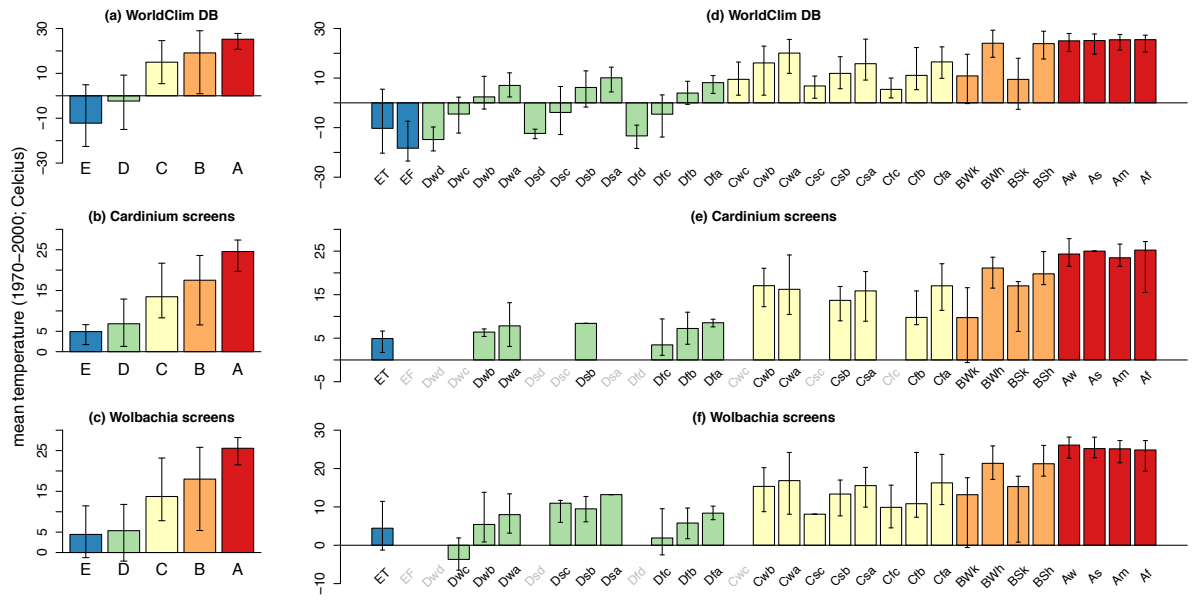 mean temperature (1970−2000; Celcius)
(a) WorldClim DB
30
10
−10
−30
E D C B A
(b) Cardinium screens
25
15
5
0
E D C B A
(c) Wolbachia screens
25
15
5
0
E D C B A
(d) WorldClim DB
30
10
−10
−30
ET EF Dwd Dwc Dwb Dwa Dsd Dsc Dsb Dsa Dfd Dfc Dfb Dfa Cwc Cwb Cwa Csc Csb Csa Cfc Cfb Cfa BWk BWh BSk BSh Aw As Am Af
(e) Cardinium screens
25
15
5
−5
ET EF Dwd Dwc Dwb Dwa Dsd Dsc Dsb Dsa Dfd Dfc Dfb Dfa Cwc Cwb Cwa Csc Csb Csa Cfc Cfb Cfa BWk BWh BSk BSh Aw As Am Af
(f) Wolbachia screens
30
20
10
0
−10
ET EF Dwd Dwc Dwb Dwa Dsd Dsc Dsb Dsa Dfd Dfc Dfb Dfa Cwc Cwb Cwa Csc Csb Csa Cfc Cfb Cfa BWk BWh BSk BSh Aw As Am Af